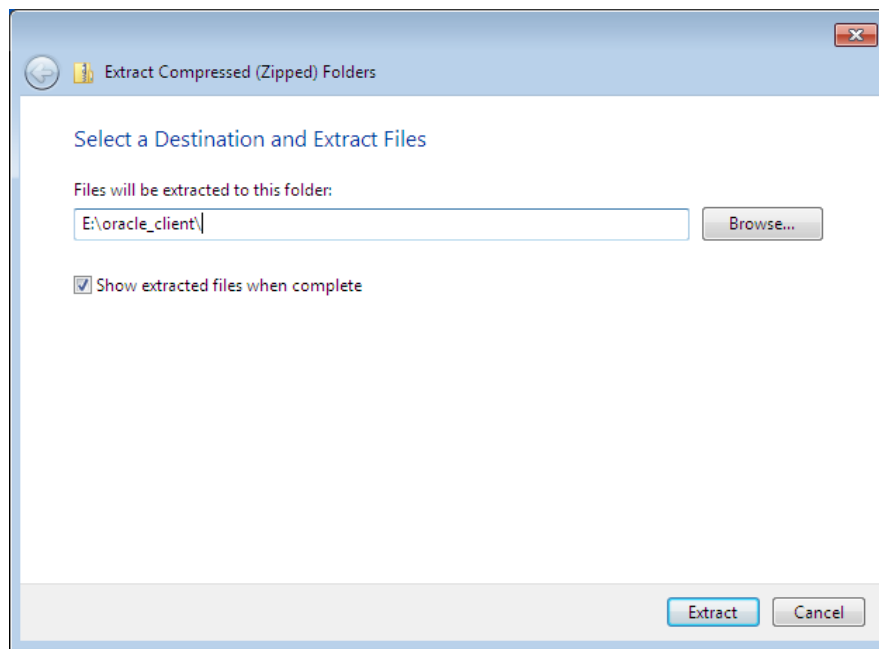 Extract Compressed (Zipped) Folders
Select a Destination and Extract Files
Files will be extracted to this folder:
E:\oracle_client\
Browse...
Show extracted files when complete
Extract
Cancel